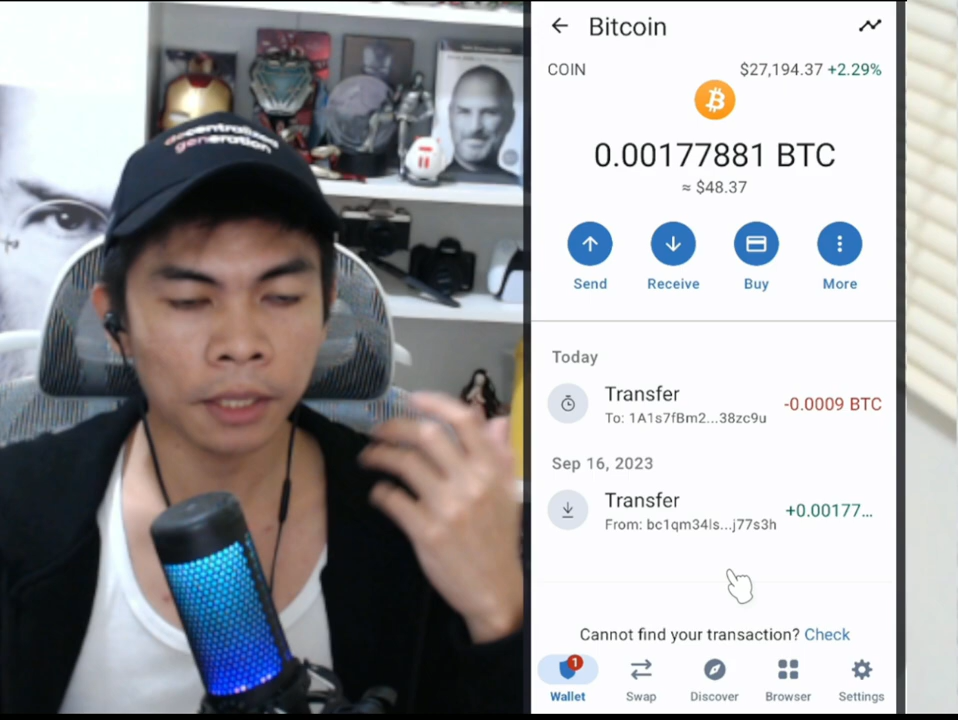 decentralized
generation
Bitcoin
COIN
$27,194.37 +2.29%
0.00177881 BTC
≈ $48.37
Send
Receive
Buy
More
Today
Transfer
-0.0009 BTC
To: 1A1s7fBm2...38zc9u
Sep 16, 2023
Transfer
+0.00177...
From: bc1qm34ls...j77s3h
Cannot find your transaction? Check
1
Wallet
Swap
Discover
Browser
Settings